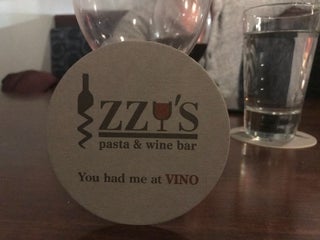 IZZY'S
pasta & wine bar
You had me at VINO